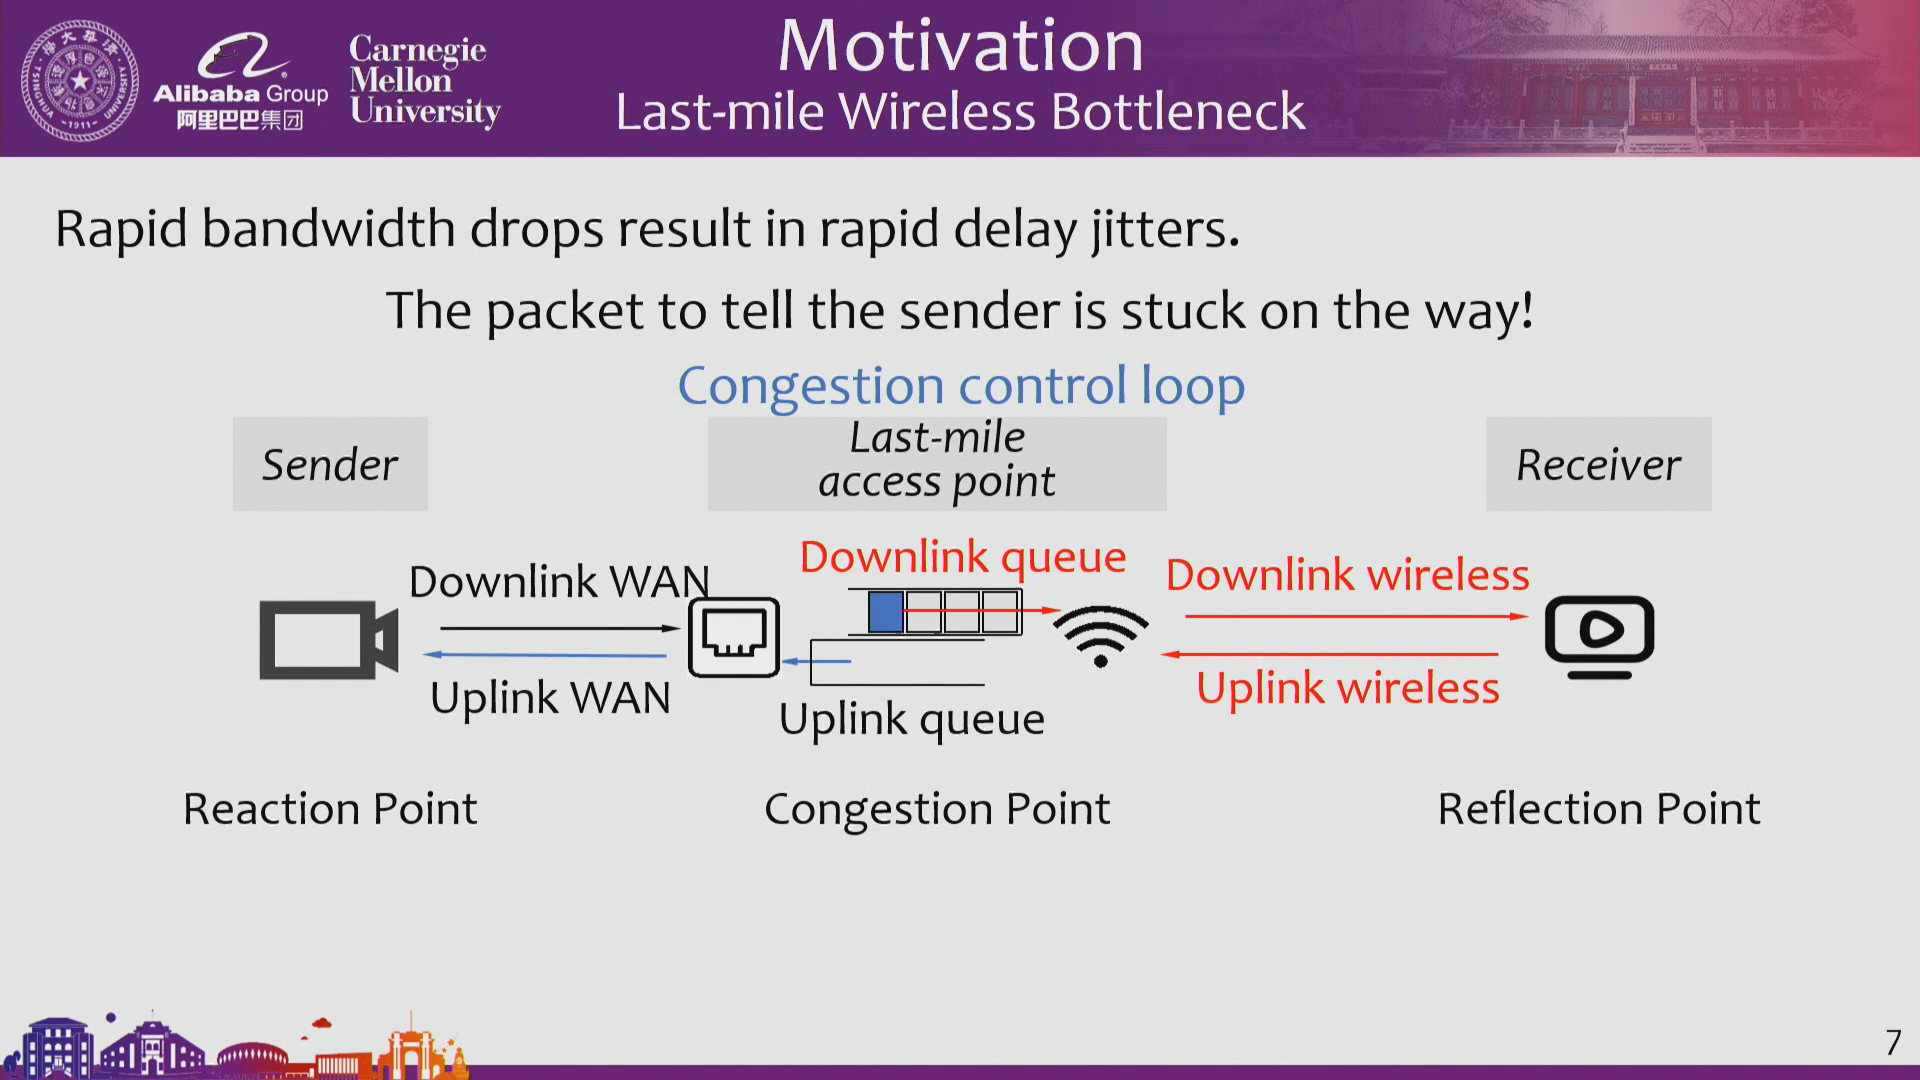 TSINGHUA UNIVERSITY
-1911-
Alibaba Group
阿里巴巴集团
Carnegie
Mellon
University
Motivation
Last-mile Wireless Bottleneck
Rapid bandwidth drops result in rapid delay jitters.
The packet to tell the sender is stuck on the way!
Congestion control loop
Sender
Last-mile
access point
Receiver
Downlink WAN
Downlink queue
Downlink wireless
Uplink WAN
Uplink queue
Uplink wireless
Reaction Point
Congestion Point
Reflection Point
7